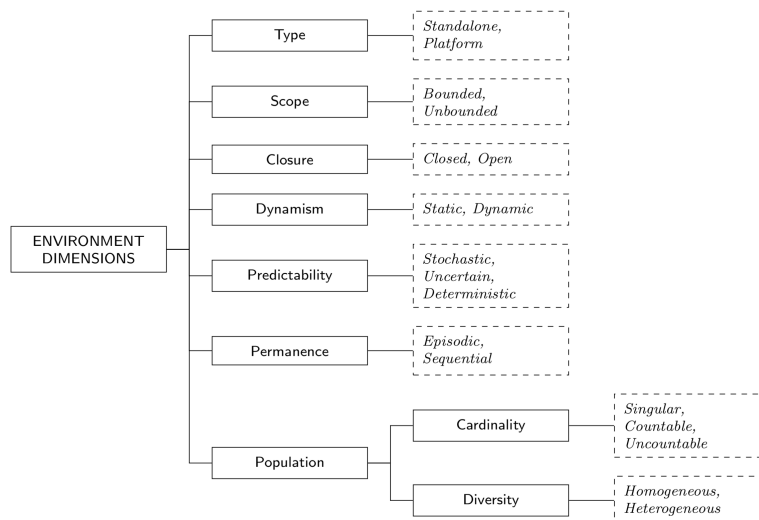 Type
Standalone,
Platform
Scope
Bounded,
Unbounded
Closure
Closed, Open
Dynamism
Static, Dynamic
ENVIRONMENT
DIMENSIONS
Predictability
Stochastic,
Uncertain,
Deterministic
Permanence
Episodic,
Sequential
Population
Cardinality
Singular,
Countable,
Uncountable
Diversity
Homogeneous,
Heterogeneous